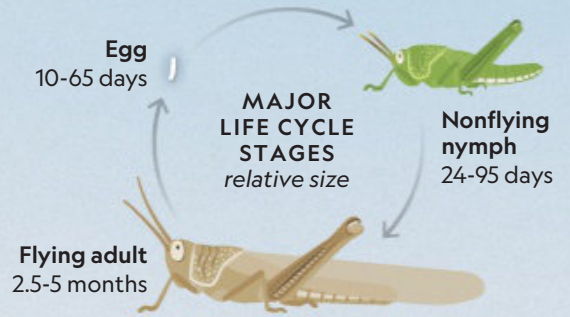 Egg
10-65 days
MAJOR
LIFE CYCLE
STAGES
relative size
Nonflying
nymph
24-95 days
Flying adult
2.5-5 months